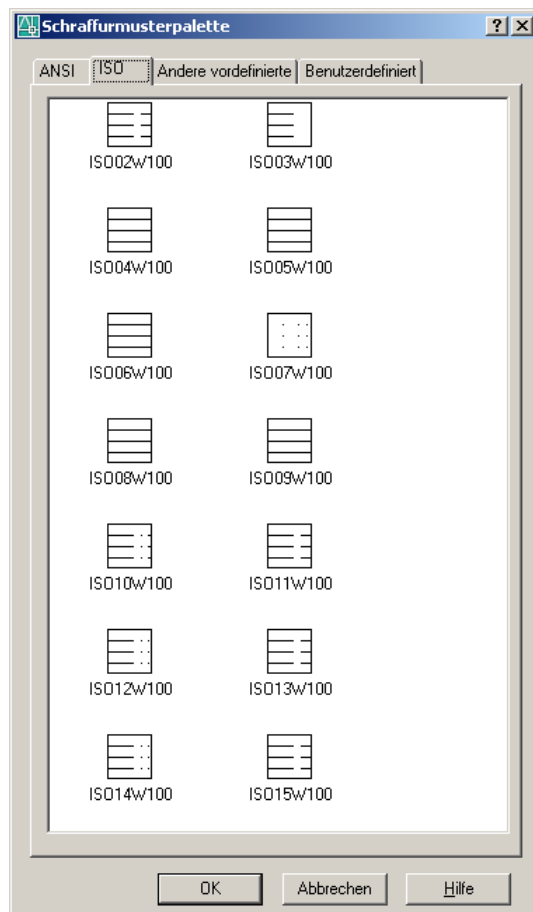 Schraffurmusterpalette
ANSI ISO Andere vordefinierte Benutzerdefiniert
ISO02W100 ISO03W100
ISO04W100 ISO05W100
ISO06W100 ISO07W100
ISO08W100 ISO09W100
ISO10W100 ISO11W100
ISO12W100 ISO13W100
ISO14W100 ISO15W100
OK Abbrechen Hilfe